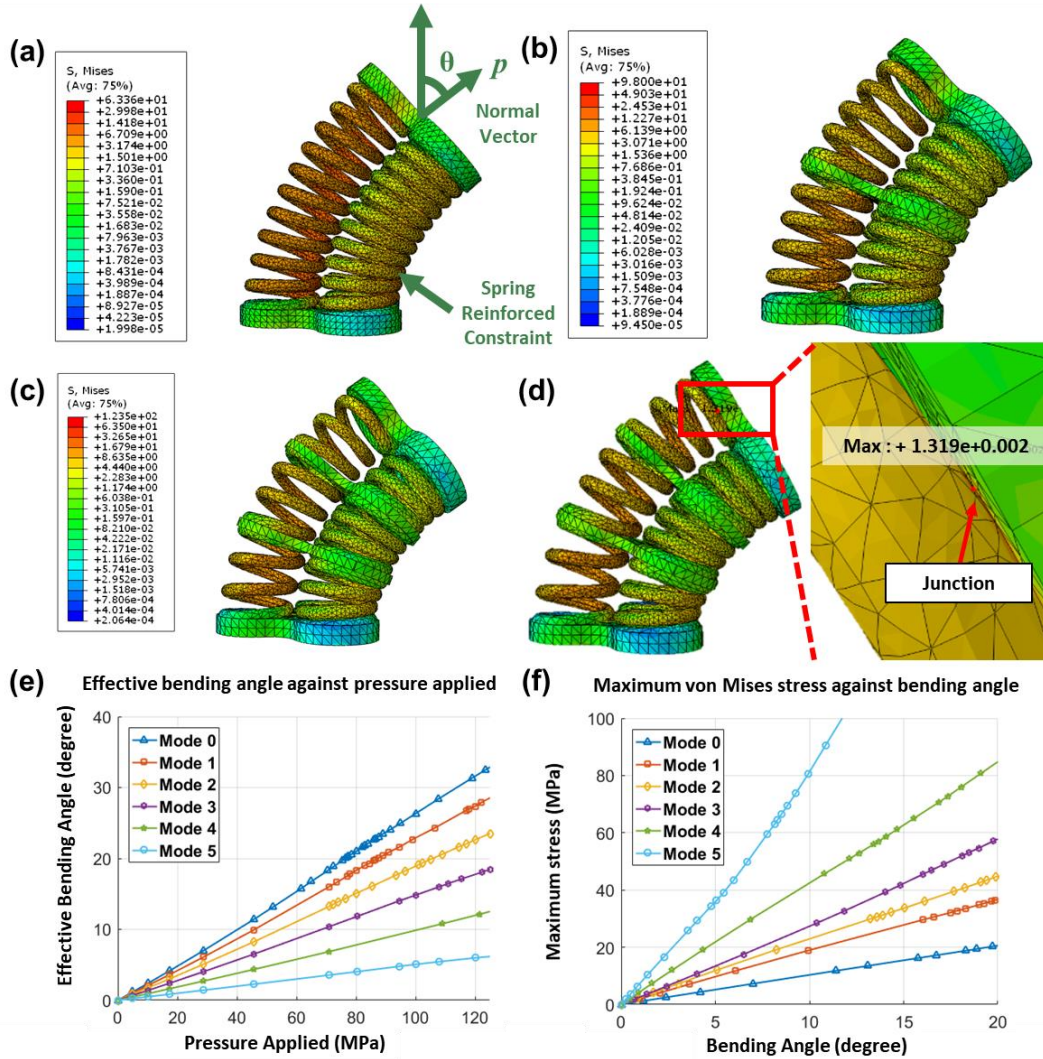 (a)
S, Mises
(Avg: 75%)
+6.336e+01
+2.998e+01
+1.418e+01
+6.709e+00
+3.174e+00
+1.501e+00
+7.103e-01
+3.360e-01
+1.590e-01
+7.521e-02
+3.558e-02
+1.683e-02
+7.963e-03
+3.767e-03
+1.782e-03
+8.431e-04
+3.989e-04
+1.887e-04
+8.927e-05
+4.223e-05
+1.998e-05
θ
p
Normal
Vector
Spring
Reinforced
Constraint
(b)
S, Mises
(Avg: 75%)
+9.800e+01
+4.903e+01
+2.453e+01
+1.227e+01
+6.139e+00
+3.071e+00
+1.536e+00
+7.686e-01
+3.845e-01
+1.924e-01
+9.624e-02
+4.814e-02
+2.409e-02
+1.205e-02
+6.028e-03
+3.016e-03
+1.509e-03
+7.548e-04
+3.776e-04
+1.889e-04
+9.450e-05
(c)
S, Mises
(Avg: 75%)
+1.235e+02
+6.350e+01
+3.265e+01
+1.679e+01
+8.635e+00
+4.440e+00
+2.283e+00
+1.174e+00
+6.038e-01
+3.105e-01
+1.597e-01
+8.210e-02
+4.222e-02
+2.171e-02
+1.116e-02
+5.741e-03
+2.952e-03
+1.518e-03
+7.806e-04
+4.014e-04
+2.064e-04
(d)
Max : + 1.319e+0.002
Junction
(e)
Effective bending angle against pressure applied
Effective Bending Angle (degree)
40
30
20
10
0
Mode 0
Mode 1
Mode 2
Mode 3
Mode 4
Mode 5
0 20 40 60 80 100 120
Pressure Applied (MPa)
(f)
Maximum von Mises stress against bending angle
Maximum stress (MPa)
100
80
60
40
20
0
Mode 0
Mode 1
Mode 2
Mode 3
Mode 4
Mode 5
0 5 10 15 20
Bending Angle (degree)